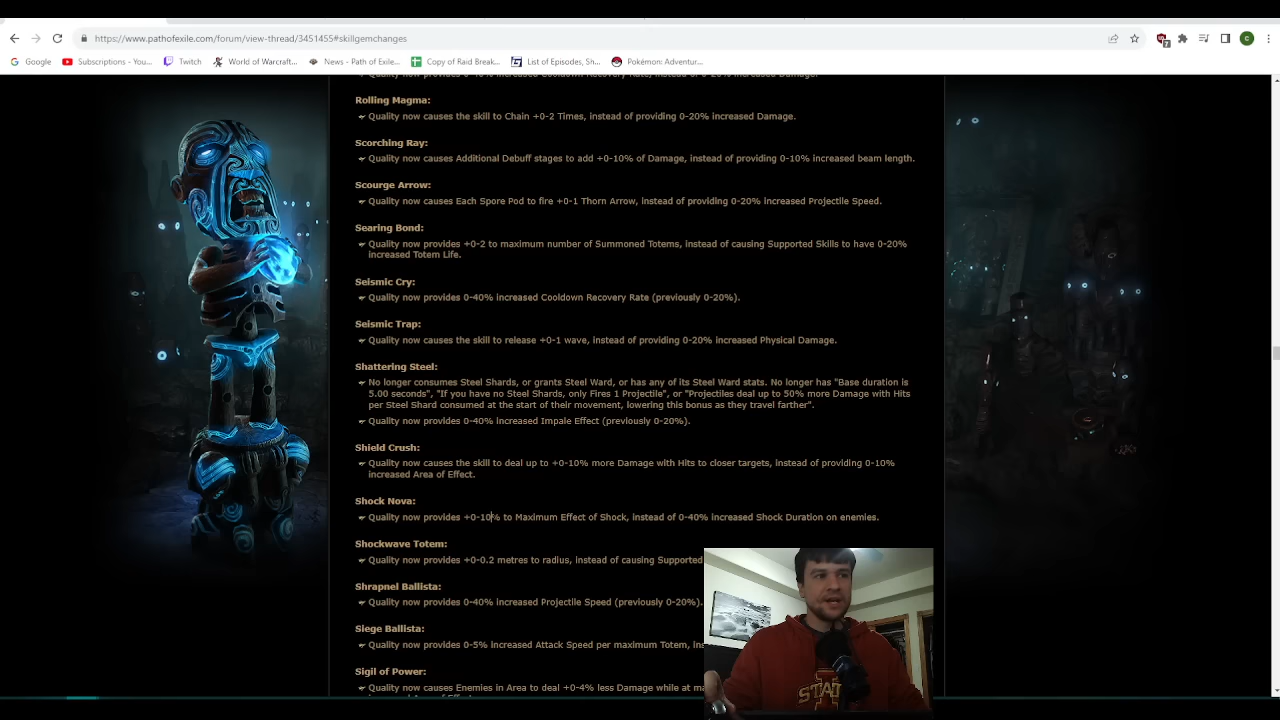 https://www.pathofexile.com/forum/view-thread/3451455#skillgemchanges
7
C
Google Subscriptions - You... Twitch World of Warcraft... News - Path of Exile... Copy of Raid Break... List of Episodes, Sh... Pokémon: Adventur...
Rolling Magma:
Quality now causes the skill to Chain +0-2 Times, instead of providing 0-20% increased Damage.
Scorching Ray:
Quality now causes Additional Debuff stages to add +0-10% of Damage, instead of providing 0-10% increased beam length.
Scourge Arrow:
Quality now causes Each Spore Pod to fire +0-1 Thorn Arrow, instead of providing 0-20% increased Projectile Speed.
Searing Bond:
Quality now provides +0-2 to maximum number of Summoned Totems, instead of causing Supported Skills to have 0-20%
increased Totem Life.
Seismic Cry:
Quality now provides 0-40% increased Cooldown Recovery Rate (previously 0-20%).
Seismic Trap:
Quality now causes the skill to release +0-1 wave, instead of providing 0-20% increased Physical Damage.
Shattering Steel:
No longer consumes Steel Shards, or grants Steel Ward, or has any of its Steel Ward stats. No longer has "Base duration is
5.00 seconds", "If you have no Steel Shards, only Fires 1 Projectile", or "Projectiles deal up to 50% more Damage with Hits
per Steel Shard consumed at the start of their movement, lowering this bonus as they travel farther".
Quality now provides 0-40% increased Impale Effect (previously 0-20%).
Shield Crush:
Quality now causes the skill to deal up to +0-10% more Damage with Hits to closer targets, instead of providing 0-10%
increased Area of Effect.
Shock Nova:
Quality now provides +0-10% to Maximum Effect of Shock, instead of 0-40% increased Shock Duration on enemies.
Shockwave Totem:
Quality now provides +0-0.2 metres to radius, instead of causing Supported
Shrapnel Ballista:
Quality now provides 0-40% increased Projectile Speed (previously 0-20%).
Siege Ballista:
Quality now provides 0-5% increased Attack Speed per maximum Totem, ins
Sigil of Power:
Quality now causes Enemies in Area to deal +0-4% less Damage while at ma
STA